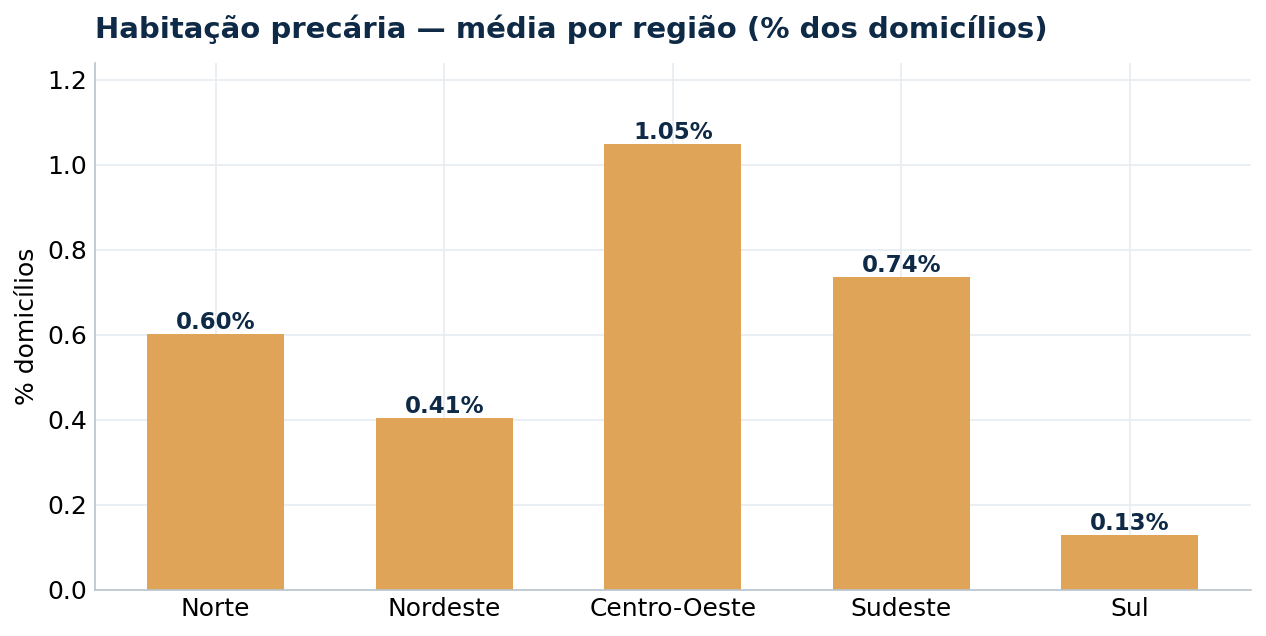 Habitação precária — média por região (% dos domicílios)
% domicílios
1.2
1.0
0.8
0.6
0.4
0.2
0.0
0.60%
0.41%
1.05%
0.74%
0.13%
Norte
Nordeste
Centro-Oeste
Sudeste
Sul